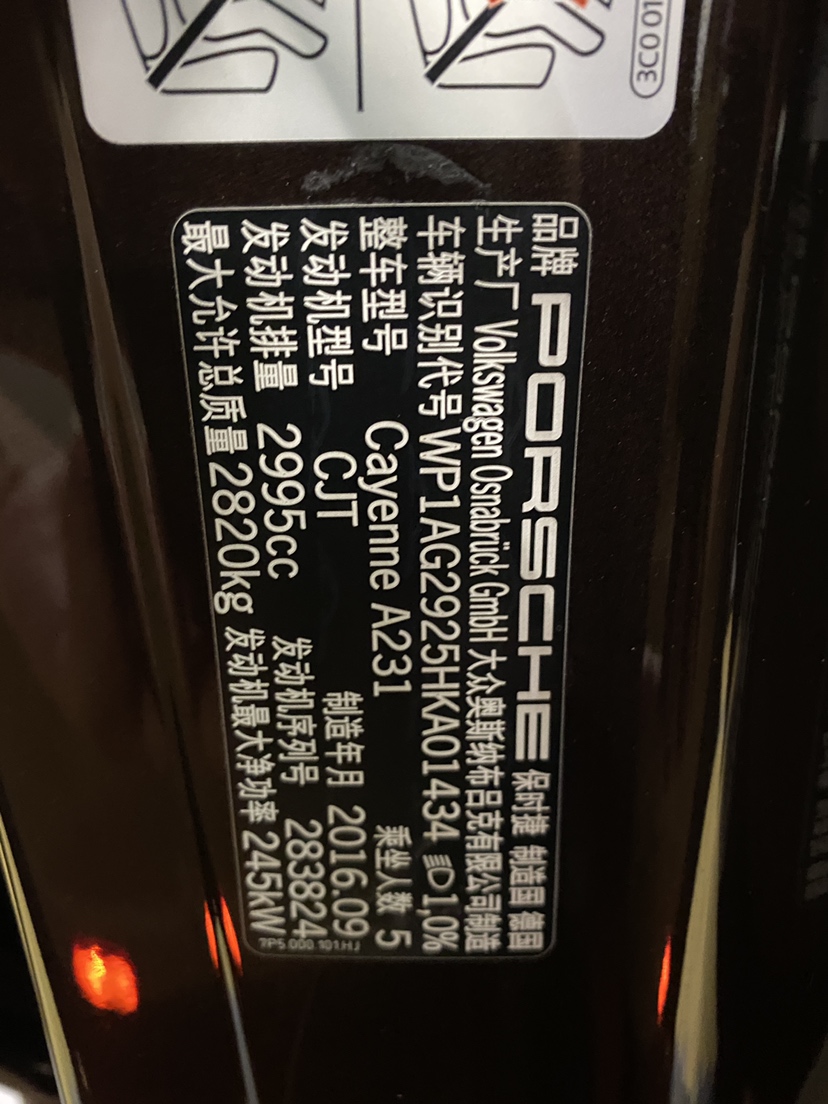 3C0 01
品牌 PORSCHE 保时捷 制造国 德国
生产厂 Volkswagen Osnabrück GmbH 大众奥斯纳布吕克有限公司制造
车辆识别代号 WP1AG2925HKA01434 1,0%
整车型号 Cayenne A231 乘坐人数 5
发动机型号 CJT 制造年月 2016.09
发动机排量 2995cc 发动机序列号 283824
最大允许总质量 2820kg 发动机最大净功率 245kW
7P5.000.101.HJ